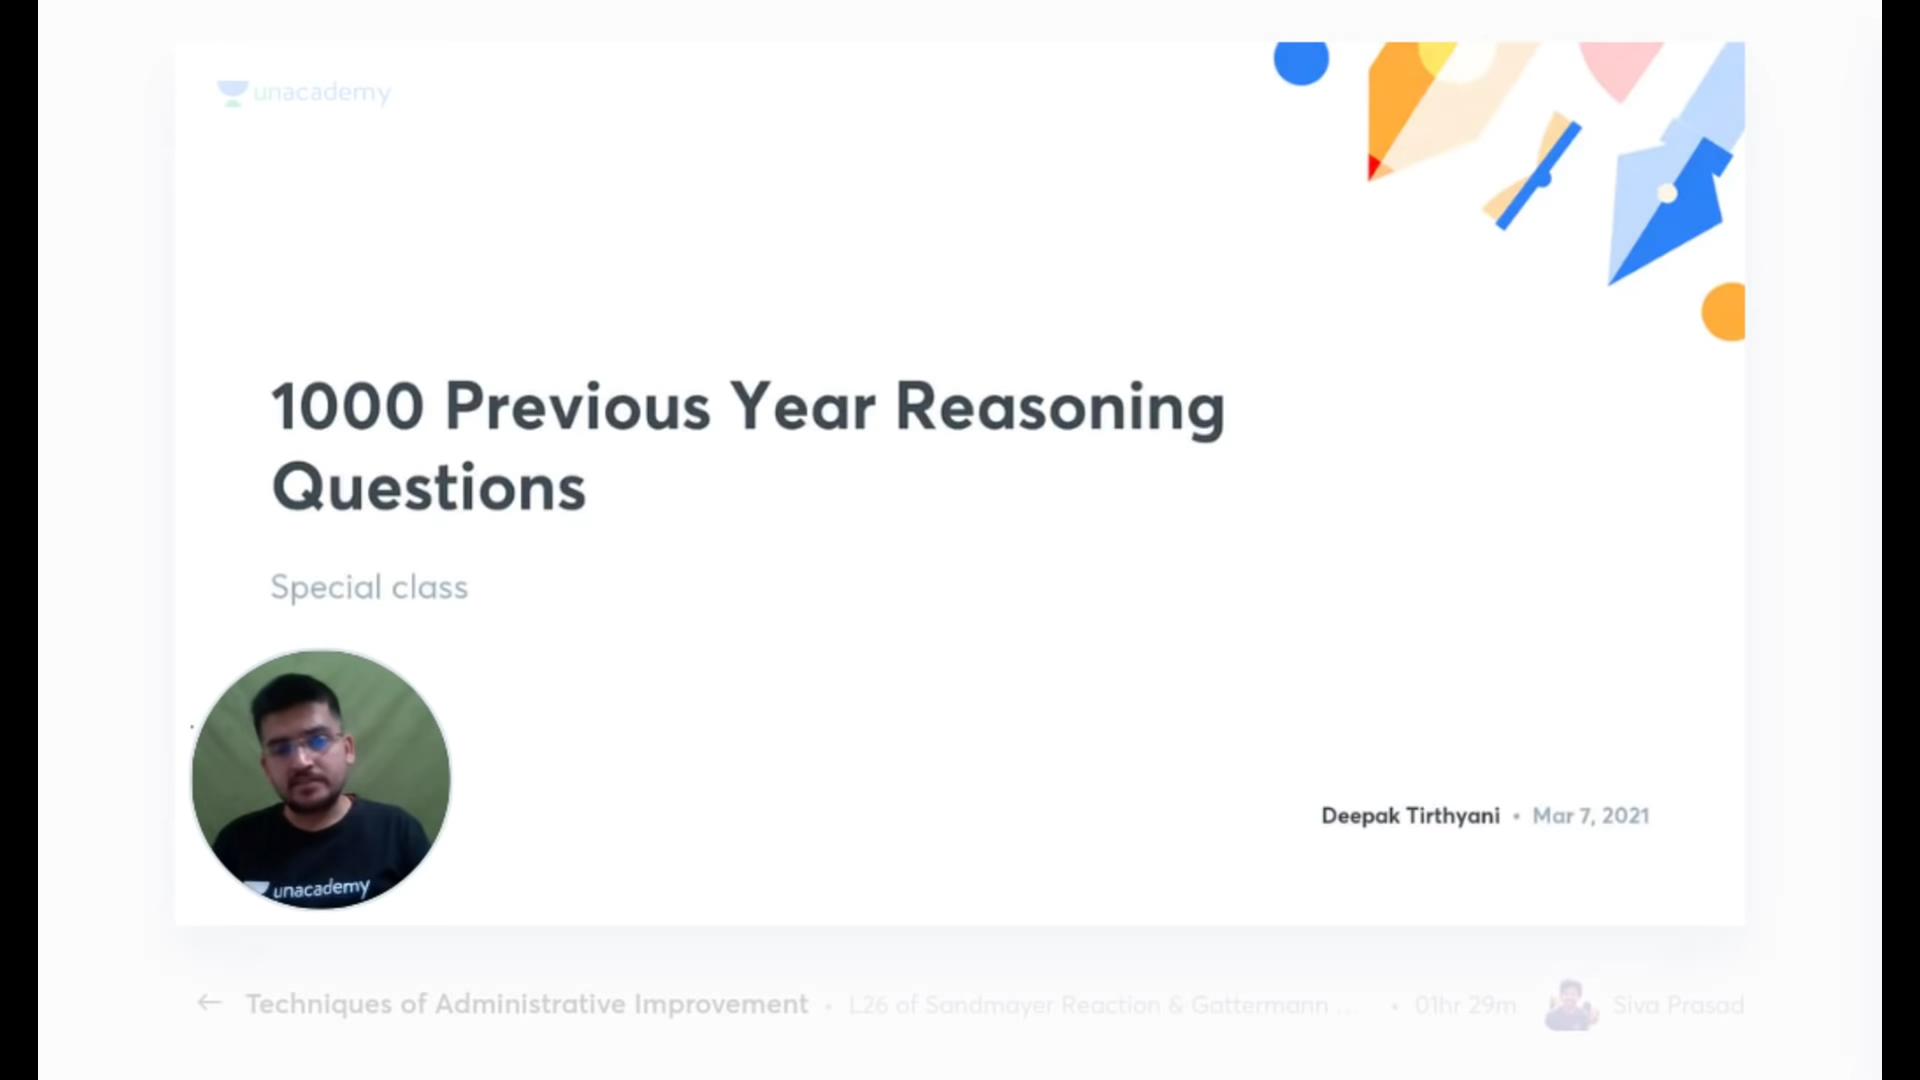 unacademy
1000 Previous Year Reasoning
Questions
Special class
unacademy
Deepak Tirthyani • Mar 7, 2021
← Techniques of Administrative Improvement • L26 of Sandmayer Reaction & Gattermann ... • 01hr 29m Siva Prasad